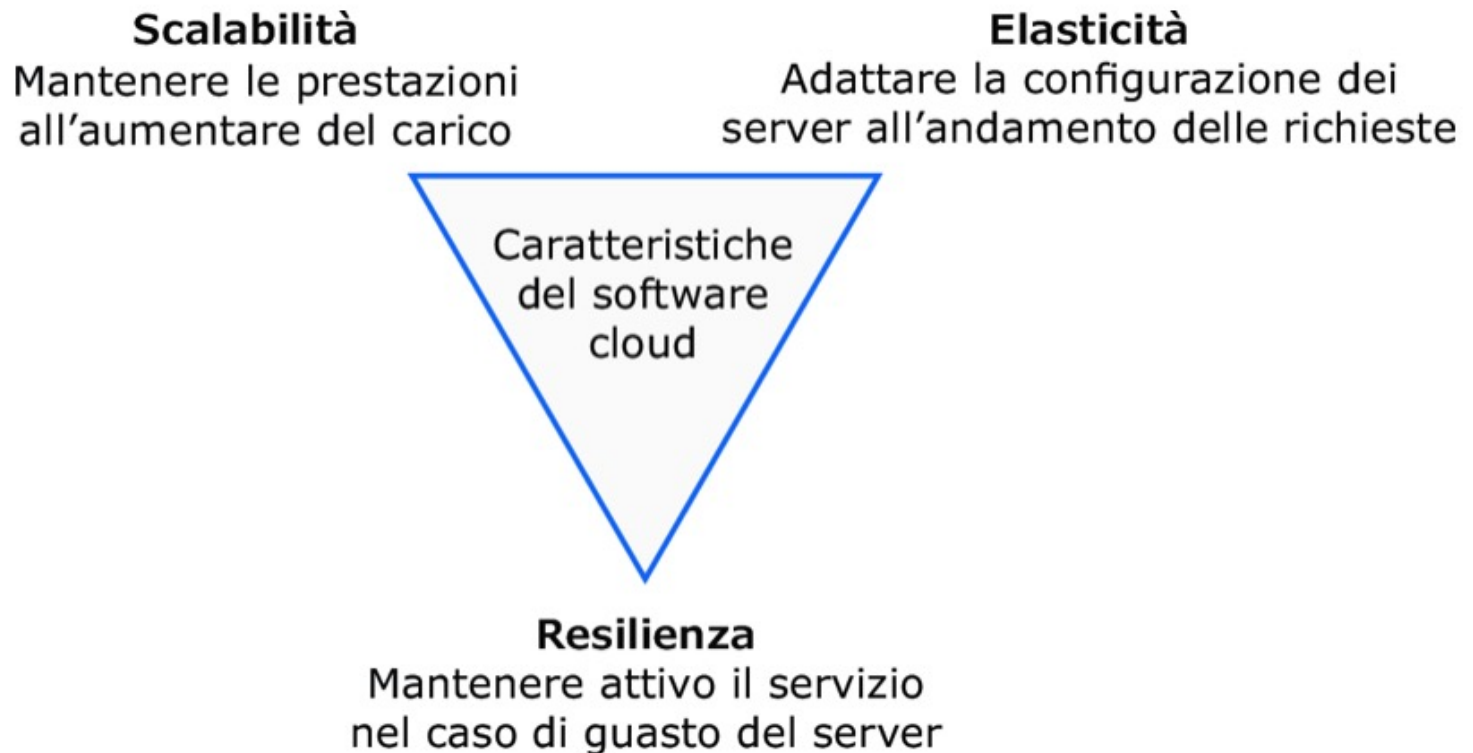 Scalabilità
Mantenere le prestazioni
all'aumentare del carico
Elasticità
Adattare la configurazione dei
server all'andamento delle richieste
Caratteristiche
del software
cloud
Resilienza
Mantenere attivo il servizio
nel caso di guasto del server